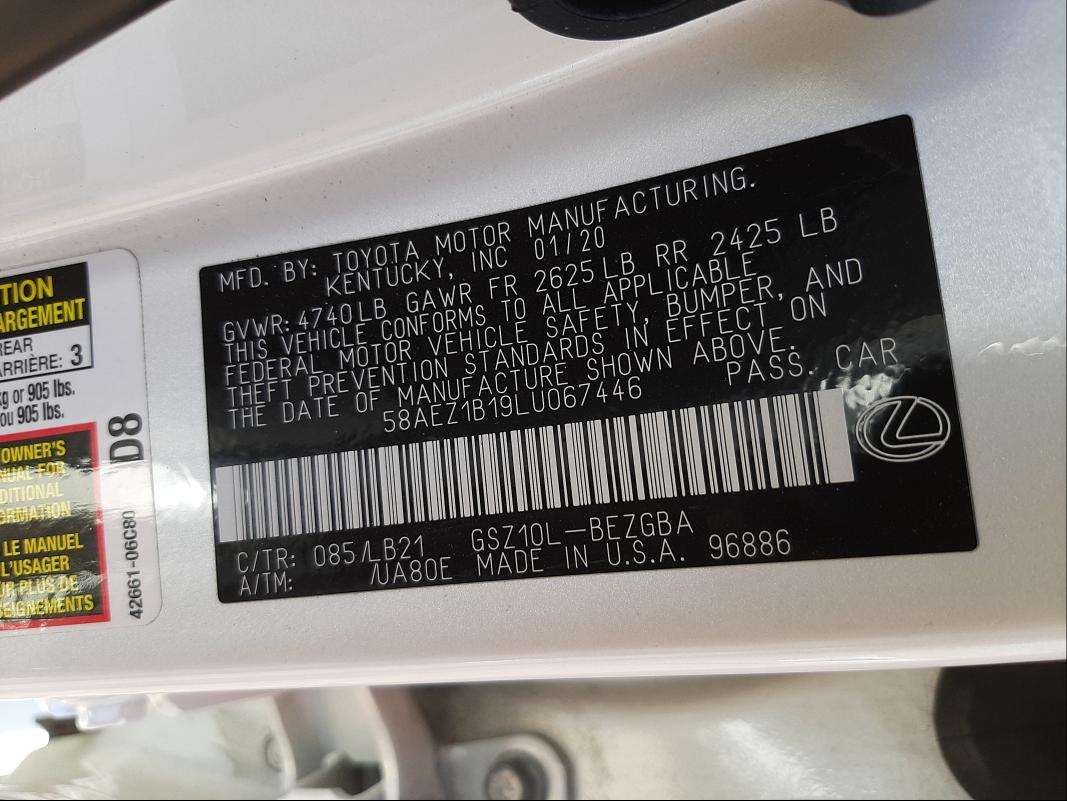 MFD. BY: TOYOTA MOTOR MANUFACTURING.
KENTUCKY, INC 01/20
GVWR: 4740LB GAWR FR 2625LB RR 2425 LB
THIS VEHICLE CONFORMS TO ALL APPLICABLE
FEDERAL MOTOR VEHICLE SAFETY, BUMPER, AND
THEFT PREVENTION STANDARDS IN EFFECT ON
THE DATE OF MANUFACTURE SHOWN ABOVE.
58AEZ1B19LU067446 PASS. CAR
C/TR: 085/LB21 GSZ10L-BEZGBA
A/TM: /UA80E MADE IN U.S.A. 96886
TION
ARGEMENT
REAR
ARRIÈRE: 3
kg or 905 lbs.
ou 905 lbs.
OWNER'S
NUAL FOR
DITIONAL
ORMATION
LE MANUEL
L'USAGER
UR PLUS DE
SEIGNEMENTS
D8
42661-06C80